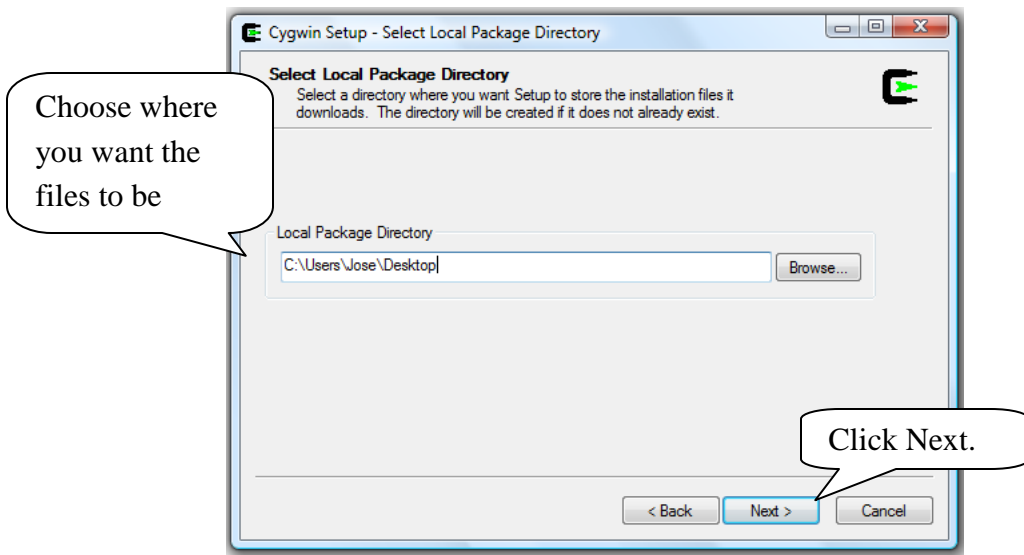 Cygwin Setup - Select Local Package Directory
Select Local Package Directory
Select a directory where you want Setup to store the installation files it
downloads. The directory will be created if it does not already exist.
Choose where
you want the
files to be
Local Package Directory
C:\Users\Jose\Desktop
Browse...
Click Next.
< Back
Next >
Cancel